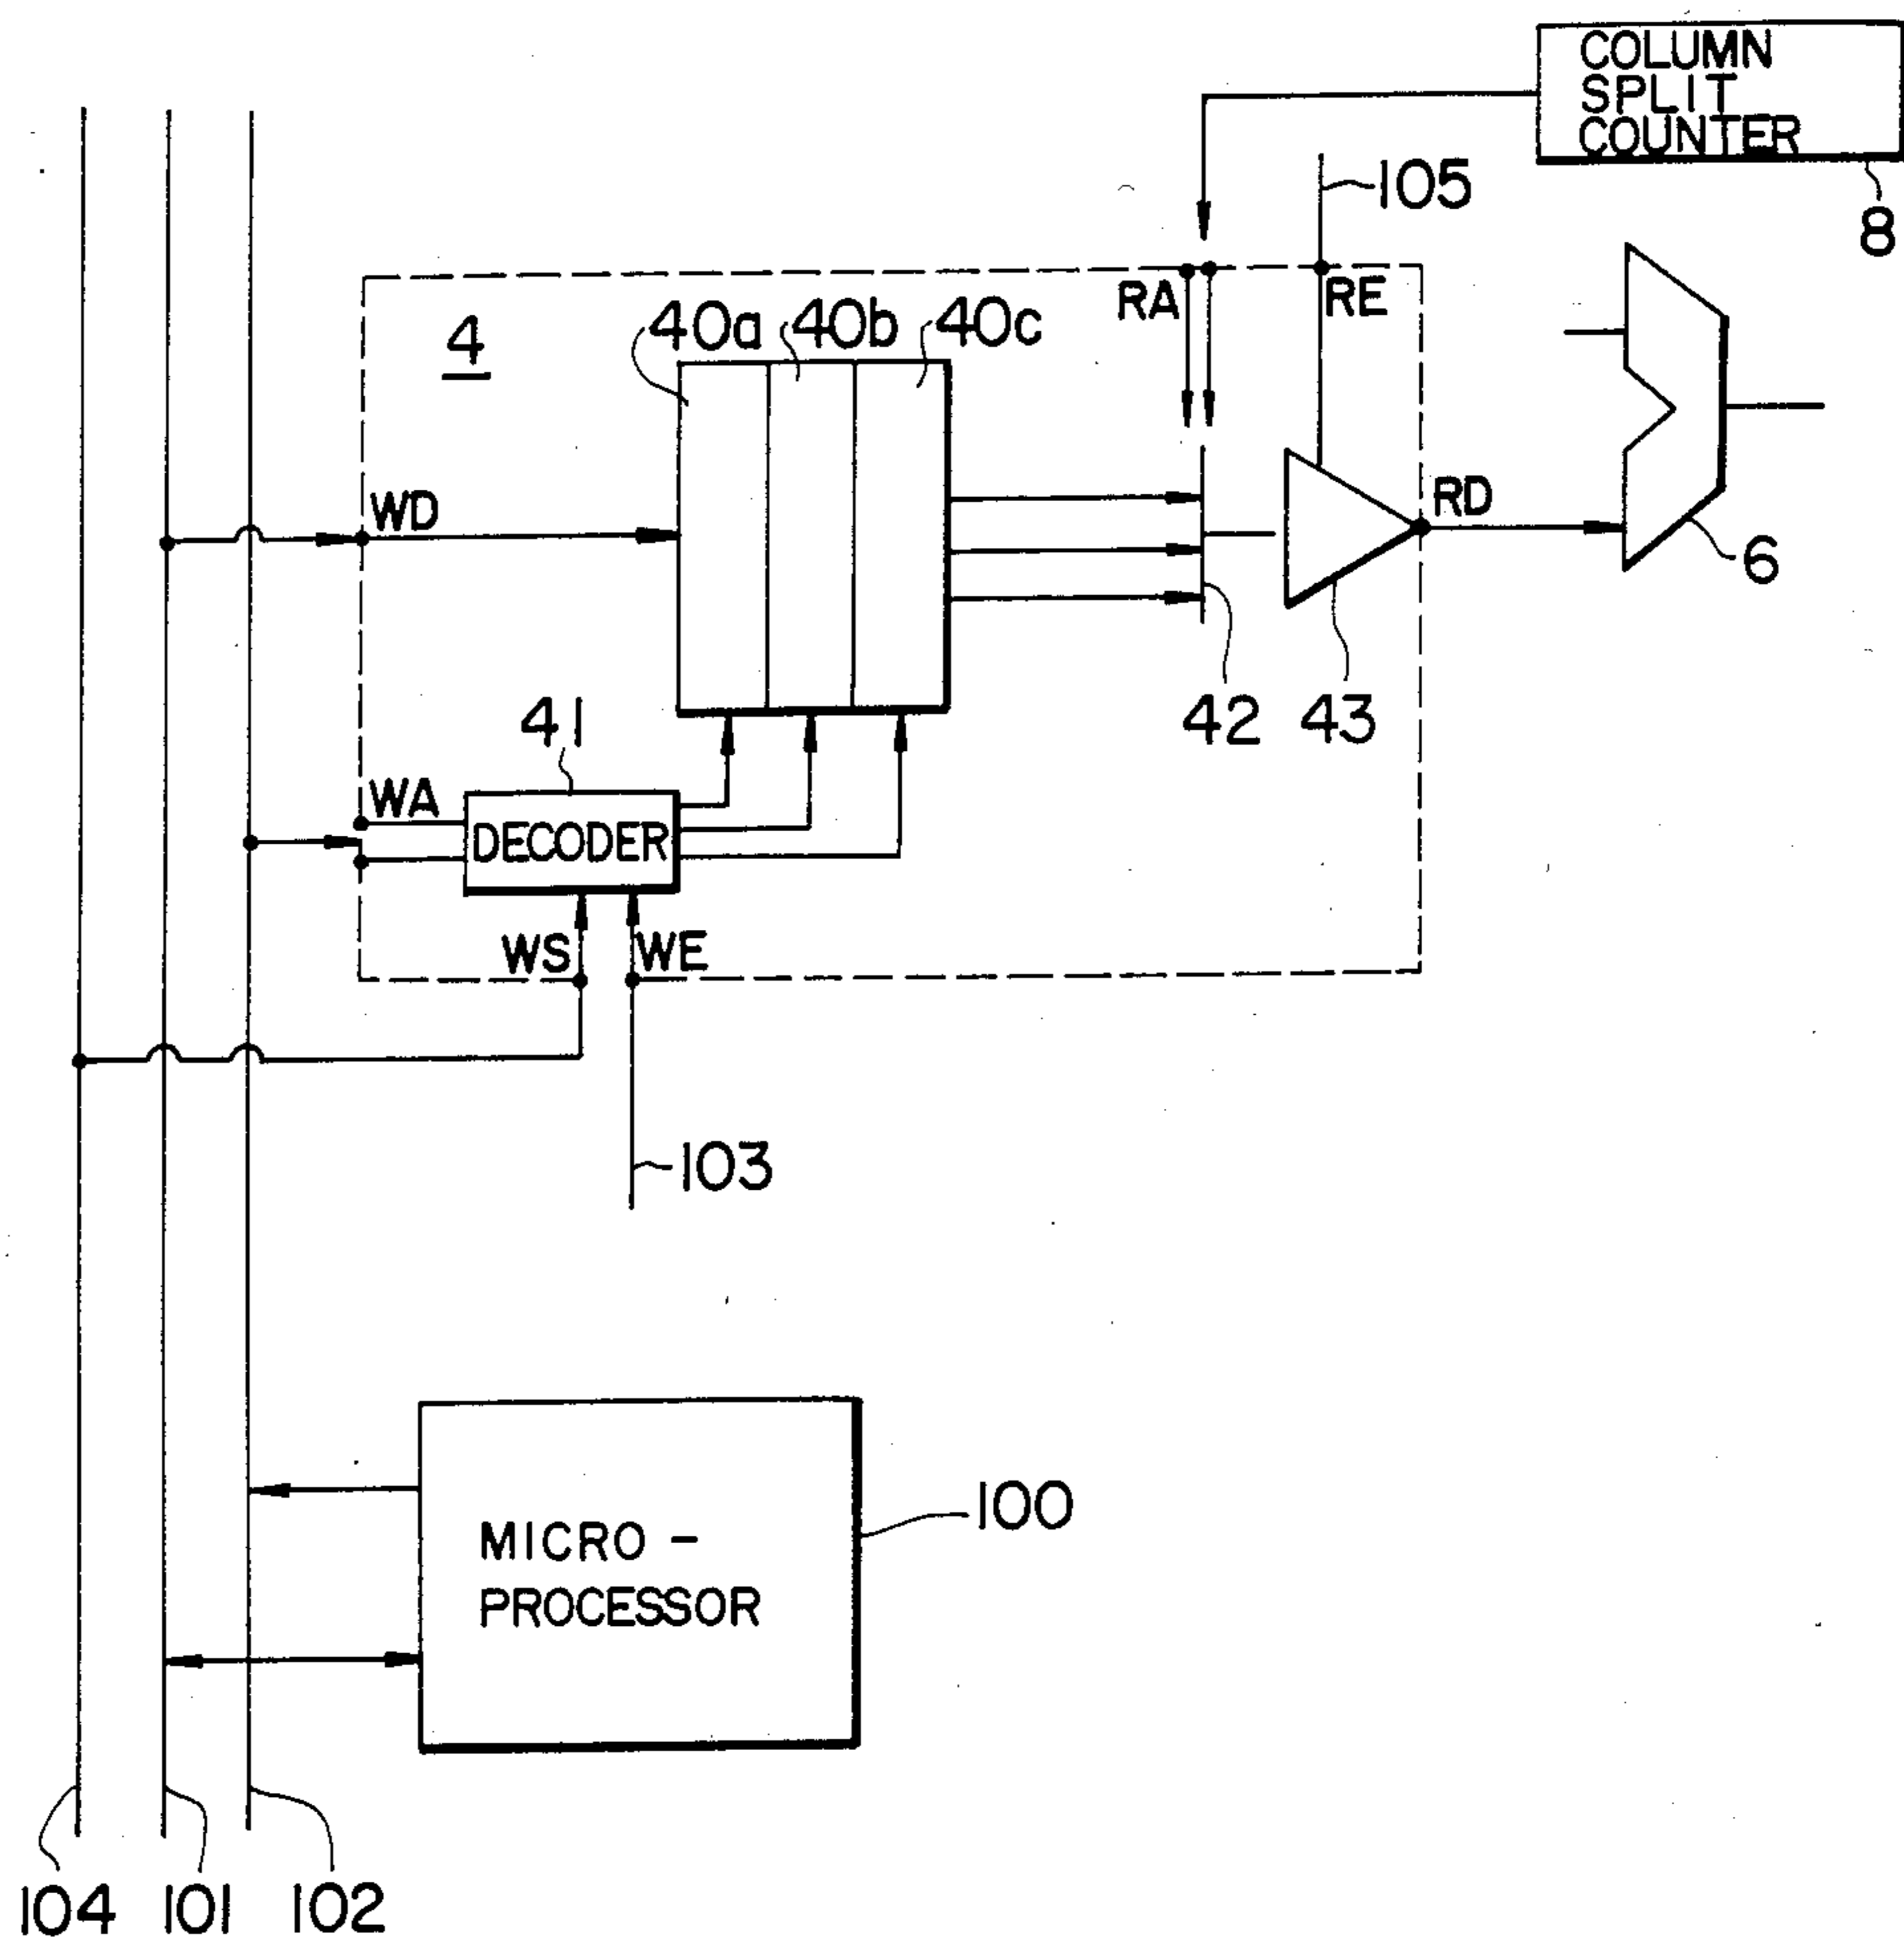 COLUMN
SPLIT
COUNTER
8
105
RA
RE
4
40a
40b
40c
WD
RD
6
42
43
41
WA
DECODER
WS
WE
103
100
MICRO -
PROCESSOR
104
101
102